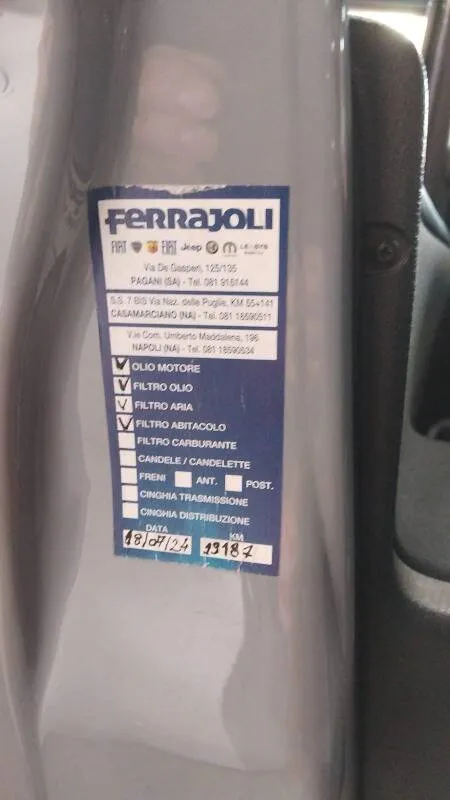 FERRAJOLI
FIAT FIAT Jeep
Via De Gasperi, 125/135
PAGANI (SA) - Tel. 081 915144
S.S. 7 BIS Via Naz. delle Puglie, KM 55+141
CASAMARCIANO (NA) - Tel. 081 18590511
V.le Com. Umberto Maddalena, 196
NAPOLI (NA) - Tel. 081 18590534
OLIO MOTORE
FILTRO OLIO
FILTRO ARIA
FILTRO ABITACOLO
FILTRO CARBURANTE
CANDELE / CANDELETTE
FRENI ANT. POST.
CINGHIA TRASMISSIONE
CINGHIA DISTRIBUZIONE
DATA KM
18/07/24 19187